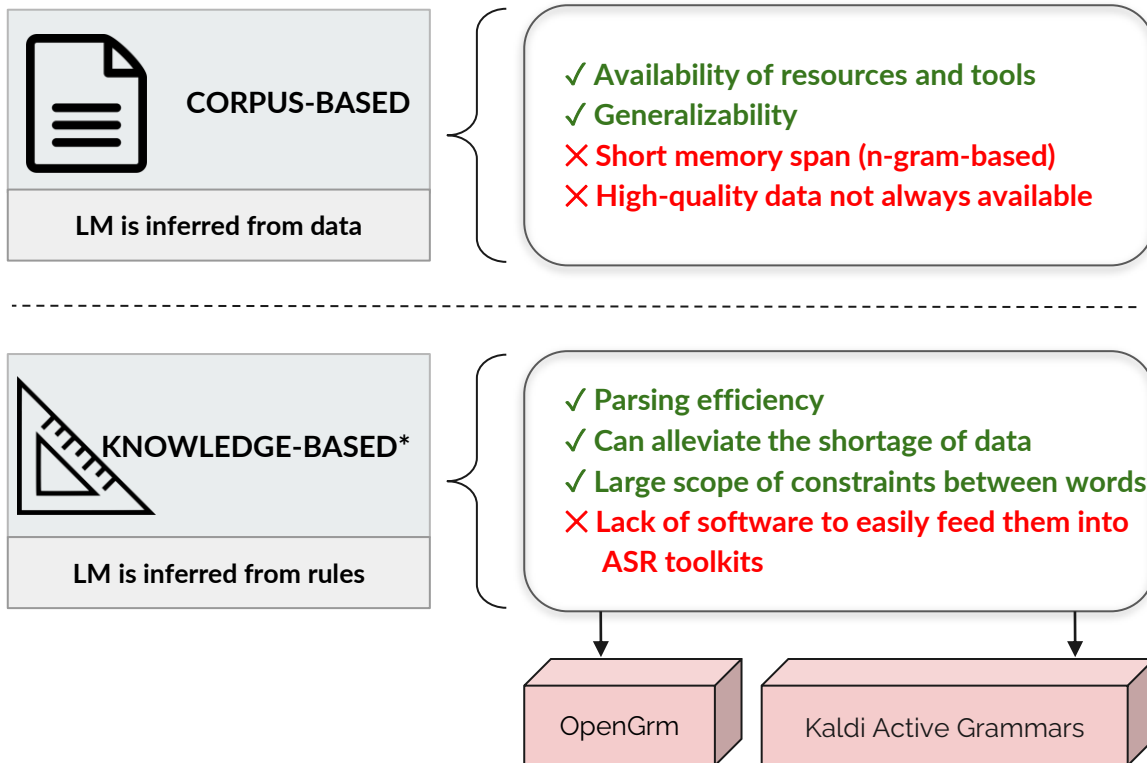 CORPUS-BASED
LM is inferred from data
✓ Availability of resources and tools
✓ Generalizability
✕ Short memory span (n-gram-based)
✕ High-quality data not always available
KNOWLEDGE-BASED*
LM is inferred from rules
✓ Parsing efficiency
✓ Can alleviate the shortage of data
✓ Large scope of constraints between words
✕ Lack of software to easily feed them into
ASR toolkits
OpenGrm
Kaldi Active Grammars